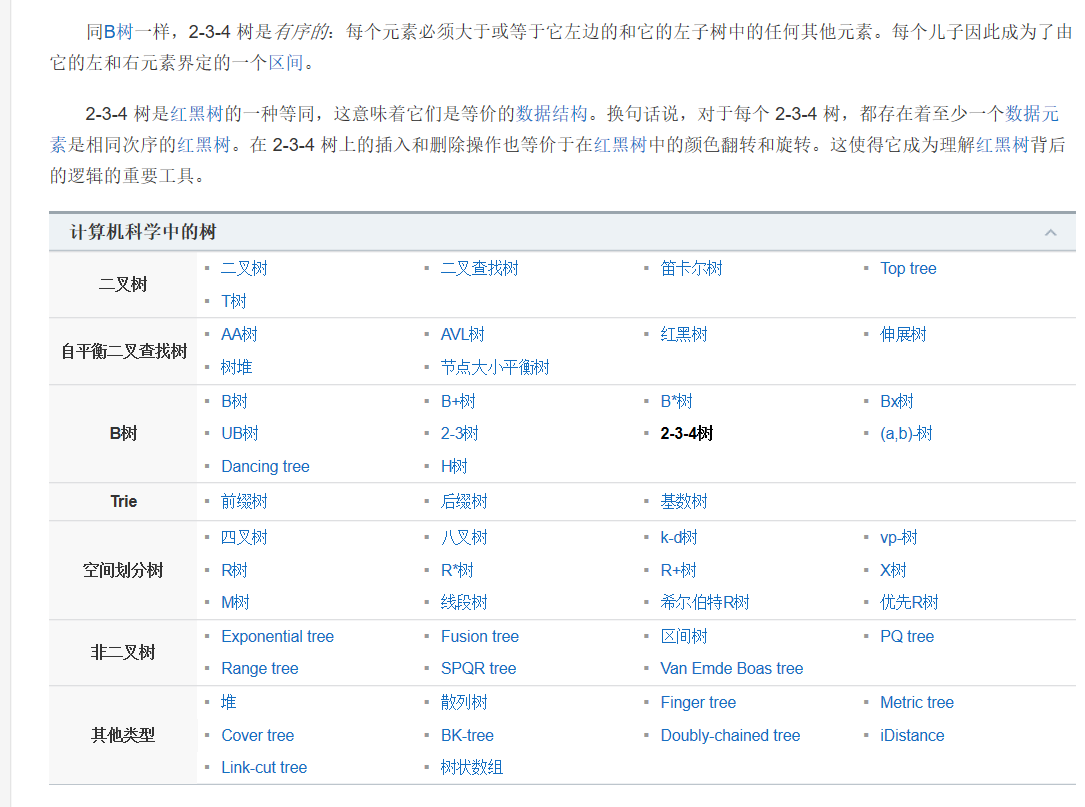 同B树一样，2-3-4 树是有序的：每个元素必须大于或等于它左边的和它的左子树中的任何其他元素。每个儿子因此成为了由
它的左和右元素界定的一个区间。
2-3-4 树是红黑树的一种等同，这意味着它们是等价的数据结构。换句话说，对于每个 2-3-4 树，都存在着至少一个数据元
素是相同次序的红黑树。在 2-3-4 树上的插入和删除操作也等价于在红黑树中的颜色翻转和旋转。这使得它成为理解红黑树背后
的逻辑的重要工具。
计算机科学中的树
二叉树 二叉树 二叉查找树 笛卡尔树 Top tree
T树
自平衡二叉查找树 AA树 AVL树 红黑树 伸展树
树堆 节点大小平衡树
B树 B树 B+树 B*树 Bx树
UB树 2-3树 2-3-4树 (a,b)-树
Dancing tree H树
Trie 前缀树 后缀树 基数树
空间划分树 四叉树 八叉树 k-d树 vp-树
R树 R*树 R+树 X树
M树 线段树 希尔伯特R树 优先R树
非二叉树 Exponential tree Fusion tree 区间树 PQ tree
Range tree SPQR tree Van Emde Boas tree
其他类型 堆 散列树 Finger tree Metric tree
Cover tree BK-tree Doubly-chained tree iDistance
Link-cut tree 树状数组